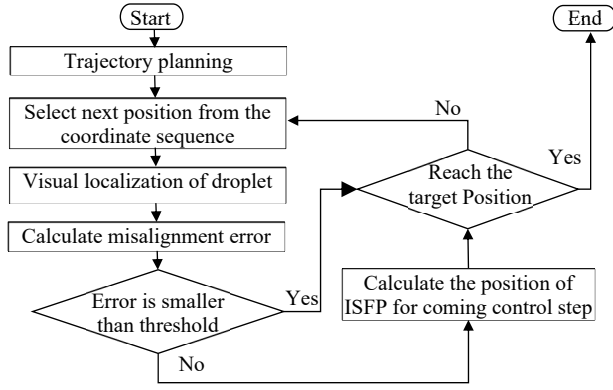 Start
Trajectory planning
Select next position from the
coordinate sequence
Visual localization of droplet
Calculate misalignment error
Error is smaller
than threshold
Yes
No
Calculate the position of
ISFP for coming control step
Reach the
target Position
No
Yes
End